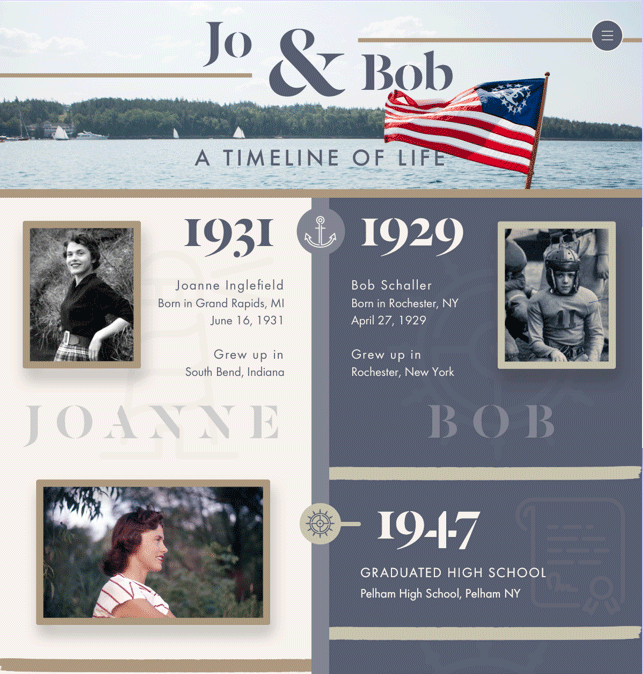 Jo & Bob
A TIMELINE OF LIFE
1931
Joanne Inglefield
Born in Grand Rapids, MI
June 16, 1931
Grew up in
South Bend, Indiana
JOANNE
1929
Bob Schaller
Born in Rochester, NY
April 27, 1929
Grew up in
Rochester, New York
BOB
1947
GRADUATED HIGH SCHOOL
Pelham High School, Pelham NY